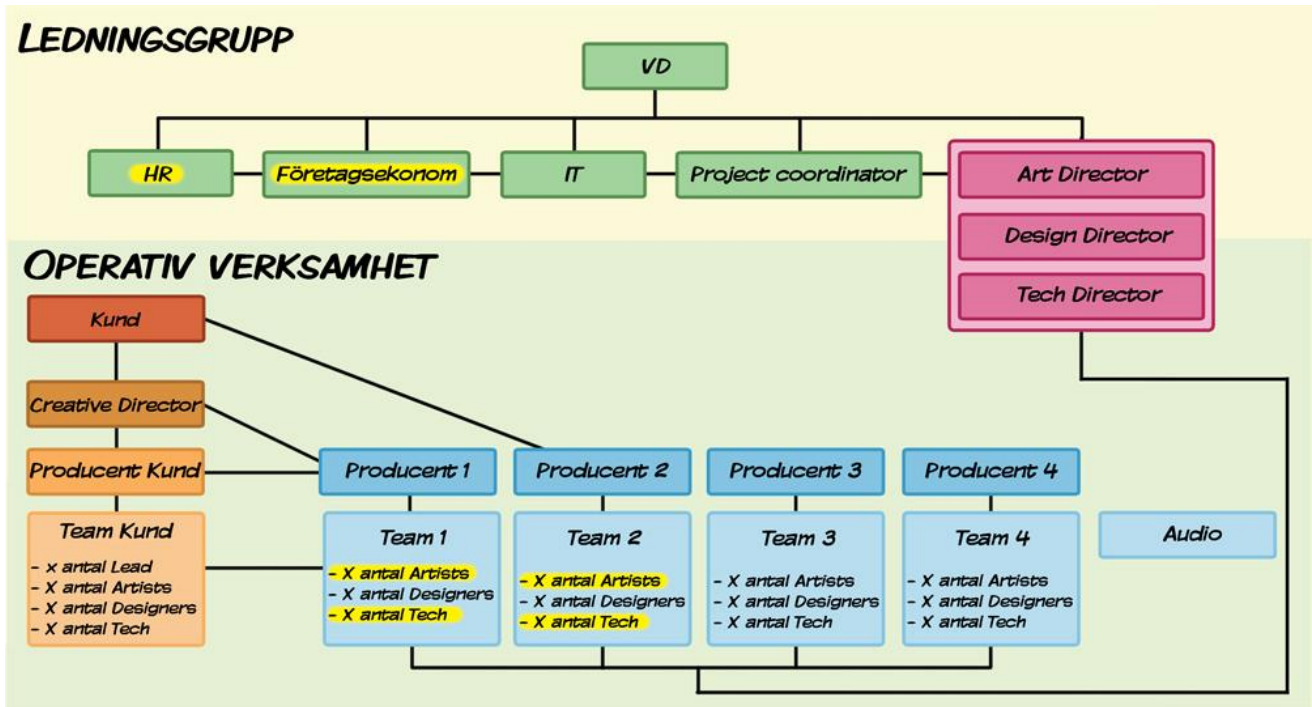 LEDNINGSGRUPP
VD
HR
Företagsekonom
IT
Project coordinator
Art Director
Design Director
Tech Director
OPERATIV VERKSAMHET
Kund
Creative Director
Producent Kund
Producent 1
Producent 2
Producent 3
Producent 4
Team Kund
- x antal Lead
- X antal Artists
- X antal Designers
- X antal Tech
Team 1
- X antal Artists
- X antal Designers
- X antal Tech
Team 2
- X antal Artists
- X antal Designers
- X antal Tech
Team 3
- X antal Artists
- X antal Designers
- X antal Tech
Team 4
- X antal Artists
- X antal Designers
- X antal Tech
Audio